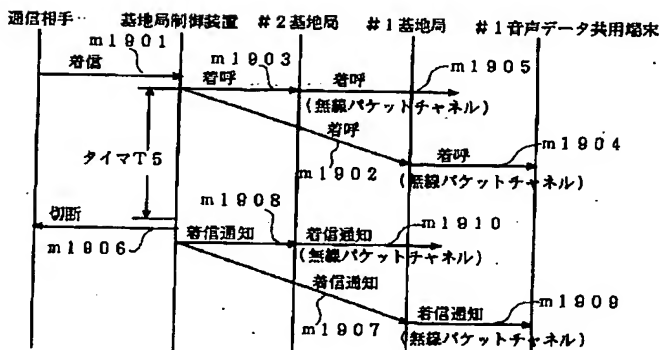 通信相手 基地局制御装置 #2基地局 #1基地局 #1音声データ共用端末
m1901
着信
m1903
着呼
着呼
m1905
(無線パケットチャネル)
着呼
m1902
着呼
m1904
(無線パケットチャネル)
タイマT5
切断
m1906
m1908
着信通知
着信通知
m1910
(無線パケットチャネル)
着信通知
m1907
着信通知
m1909
(無線パケットチャネル)